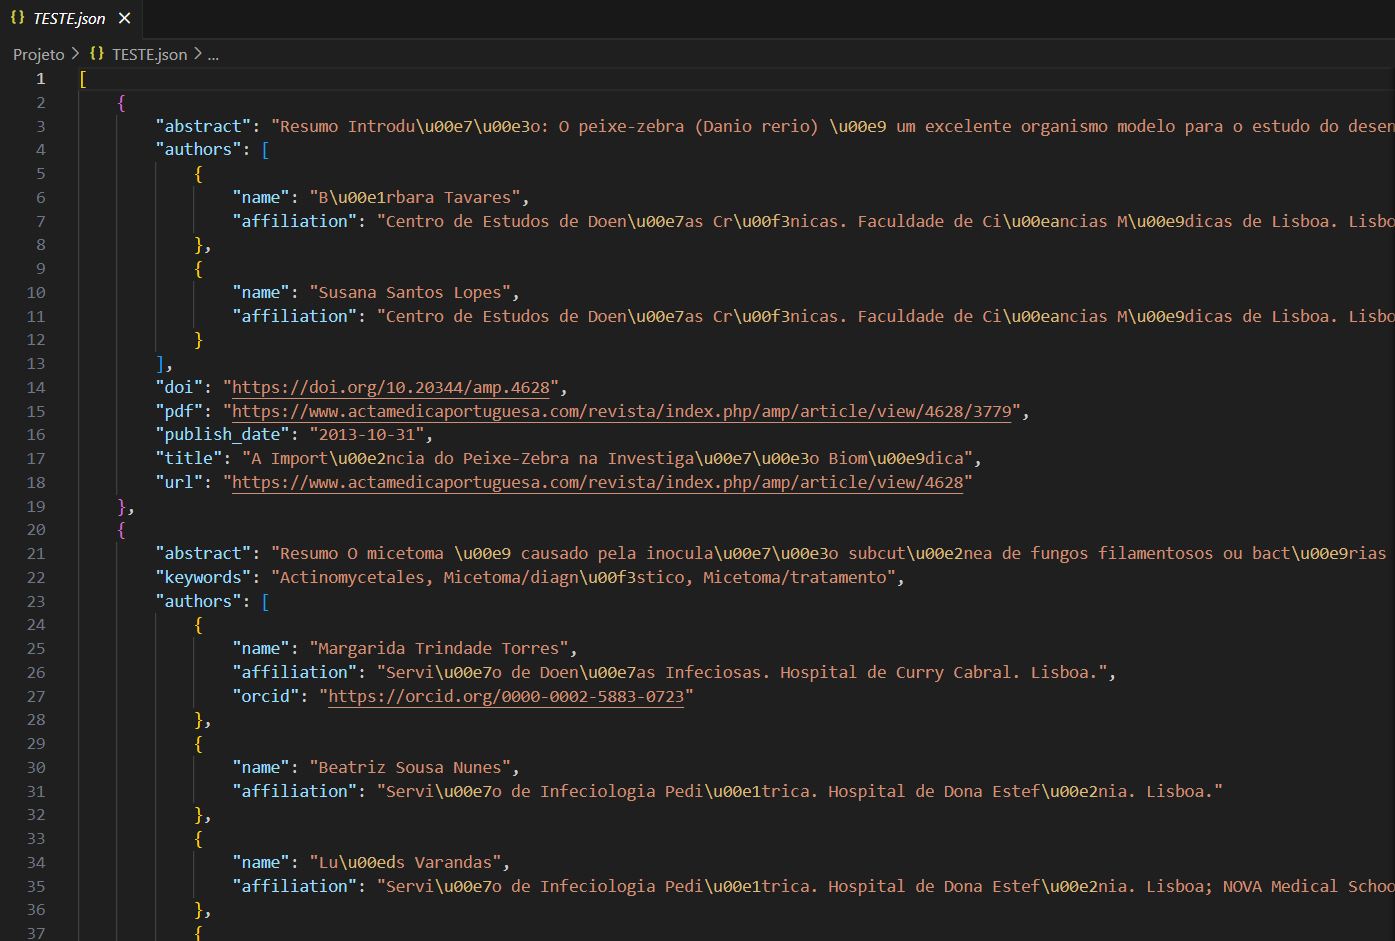 {} TESTE.json ×
Projeto > {} TESTE.json > ...
1 [
2 {
3 "abstract": "Resumo Introdu\u00e7\u00e3o: O peixe-zebra (Danio rerio) \u00e9 um excelente organismo modelo para o estudo do desen
4 "authors": [
5 {
6 "name": "B\u00e1rbara Tavares",
7 "affiliation": "Centro de Estudos de Doen\u00e7as Cr\u00f3nicas. Faculdade de Ci\u00eancias M\u00e9dicas de Lisboa. Lisbo
8 },
9 {
10 "name": "Susana Santos Lopes",
11 "affiliation": "Centro de Estudos de Doen\u00e7as Cr\u00f3nicas. Faculdade de Ci\u00eancias M\u00e9dicas de Lisboa. Lisbo
12 }
13 ],
14 "doi": "https://doi.org/10.20344/amp.4628",
15 "pdf": "https://www.actamedicaportuguesa.com/revista/index.php/amp/article/view/4628/3779",
16 "publish_date": "2013-10-31",
17 "title": "A Import\u00e2ncia do Peixe-Zebra na Investiga\u00e7\u00e3o Biom\u00e9dica",
18 "url": "https://www.actamedicaportuguesa.com/revista/index.php/amp/article/view/4628"
19 },
20 {
21 "abstract": "Resumo O micetoma \u00e9 causado pela inocula\u00e7\u00e3o subcut\u00e2nea de fungos filamentosos ou bact\u00e9rias
22 "keywords": "Actinomycetales, Micetoma/diagn\u00f3stico, Micetoma/tratamento",
23 "authors": [
24 {
25 "name": "Margarida Trindade Torres",
26 "affiliation": "Servi\u00e7o de Doen\u00e7as Infeciosas. Hospital de Curry Cabral. Lisboa.",
27 "orcid": "https://orcid.org/0000-0002-5883-0723"
28 },
29 {
30 "name": "Beatriz Sousa Nunes",
31 "affiliation": "Servi\u00e7o de Infeciologia Pedi\u00e1trica. Hospital de Dona Estef\u00e2nia. Lisboa."
32 },
33 {
34 "name": "Lu\u00eds Varandas",
35 "affiliation": "Servi\u00e7o de Infeciologia Pedi\u00e1trica. Hospital de Dona Estef\u00e2nia. Lisboa; NOVA Medical Schoo
36 },
37 {